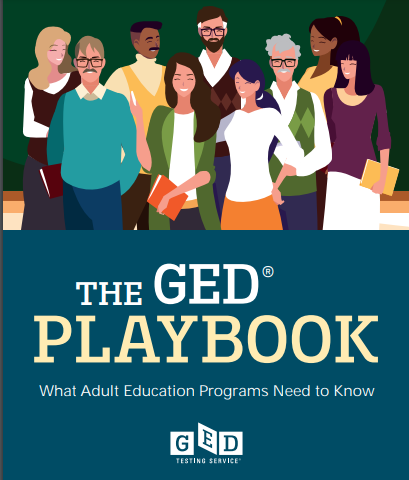 THE GED®
PLAYBOOK
What Adult Education Programs Need to Know
GED
TESTING SERVICE®